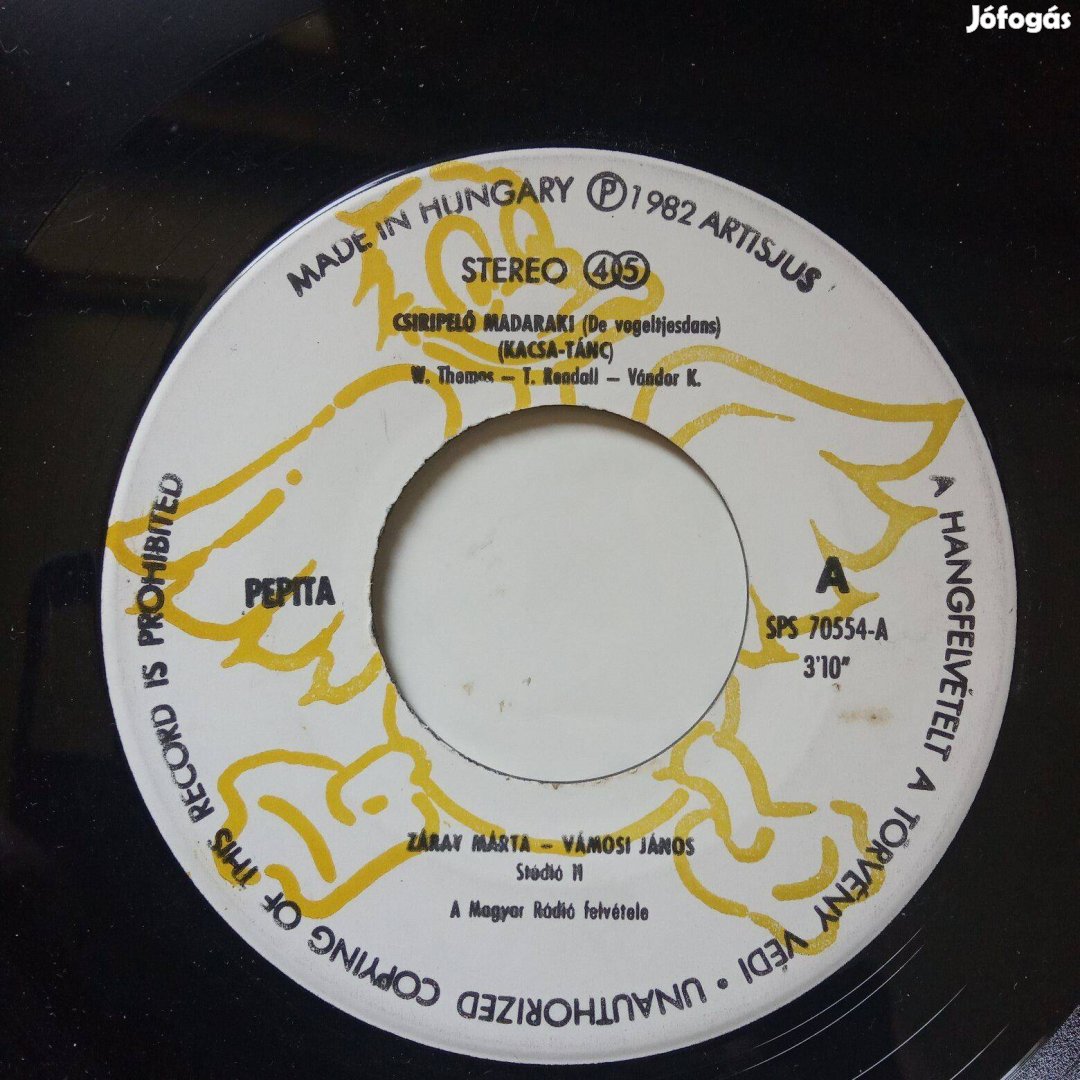 Jófogás
MADE IN HUNGARY Ⓟ 1982 ARTISJUS
STEREO 45
CSIRIPELŐ MADARAKI (De vogeltjesdans)
(KACSA-TÁNC)
W. Thomas – T. Rendall – Vándor K.
PEPITA
A
SPS 70554-A
3'10"
ZÁRAY MÁRTA – VÁMOSI JÁNOS
Stúdió 11
A Magyar Rádió felvétele
A HANGFELVÉTELT A TÖRVÉNY VÉDI • UNAUTHORIZED COPYING OF THIS RECORD IS PROHIBITED